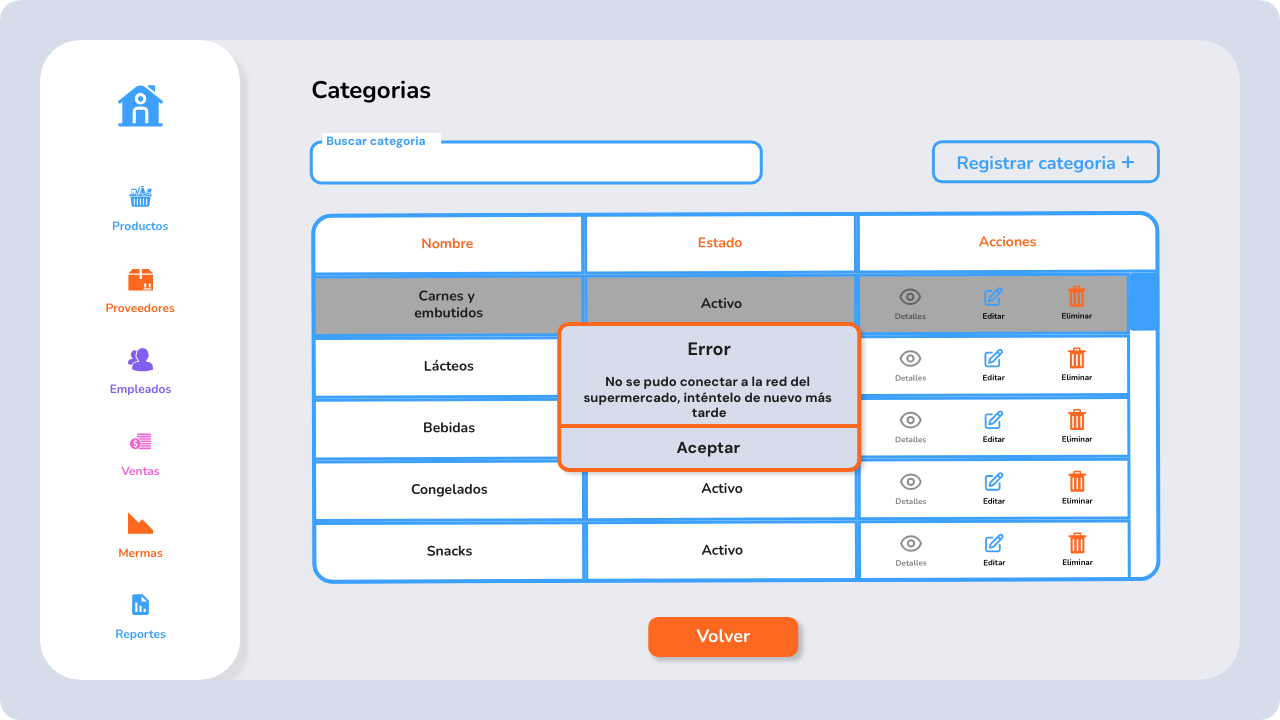 Categorias
Buscar categoria
Registrar categoria +
Productos
Proveedores
Empleados
Ventas
Mermas
Reportes
Nombre
Estado
Acciones
Carnes y
embutidos
Activo
Detalles
Editar
Eliminar
Lácteos
Detalles
Editar
Eliminar
Bebidas
Detalles
Editar
Eliminar
Congelados
Activo
Detalles
Editar
Eliminar
Snacks
Activo
Detalles
Editar
Eliminar
Error
No se pudo conectar a la red del
supermercado, inténtelo de nuevo más
tarde
Aceptar
Volver